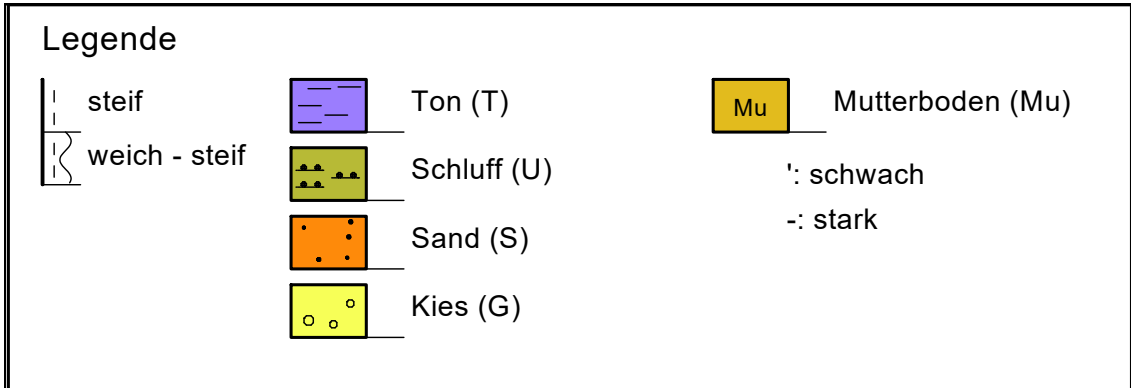 Legende
steif
weich - steif
Ton (T)
Schluff (U)
Sand (S)
Kies (G)
Mu
Mutterboden (Mu)
': schwach
-: stark